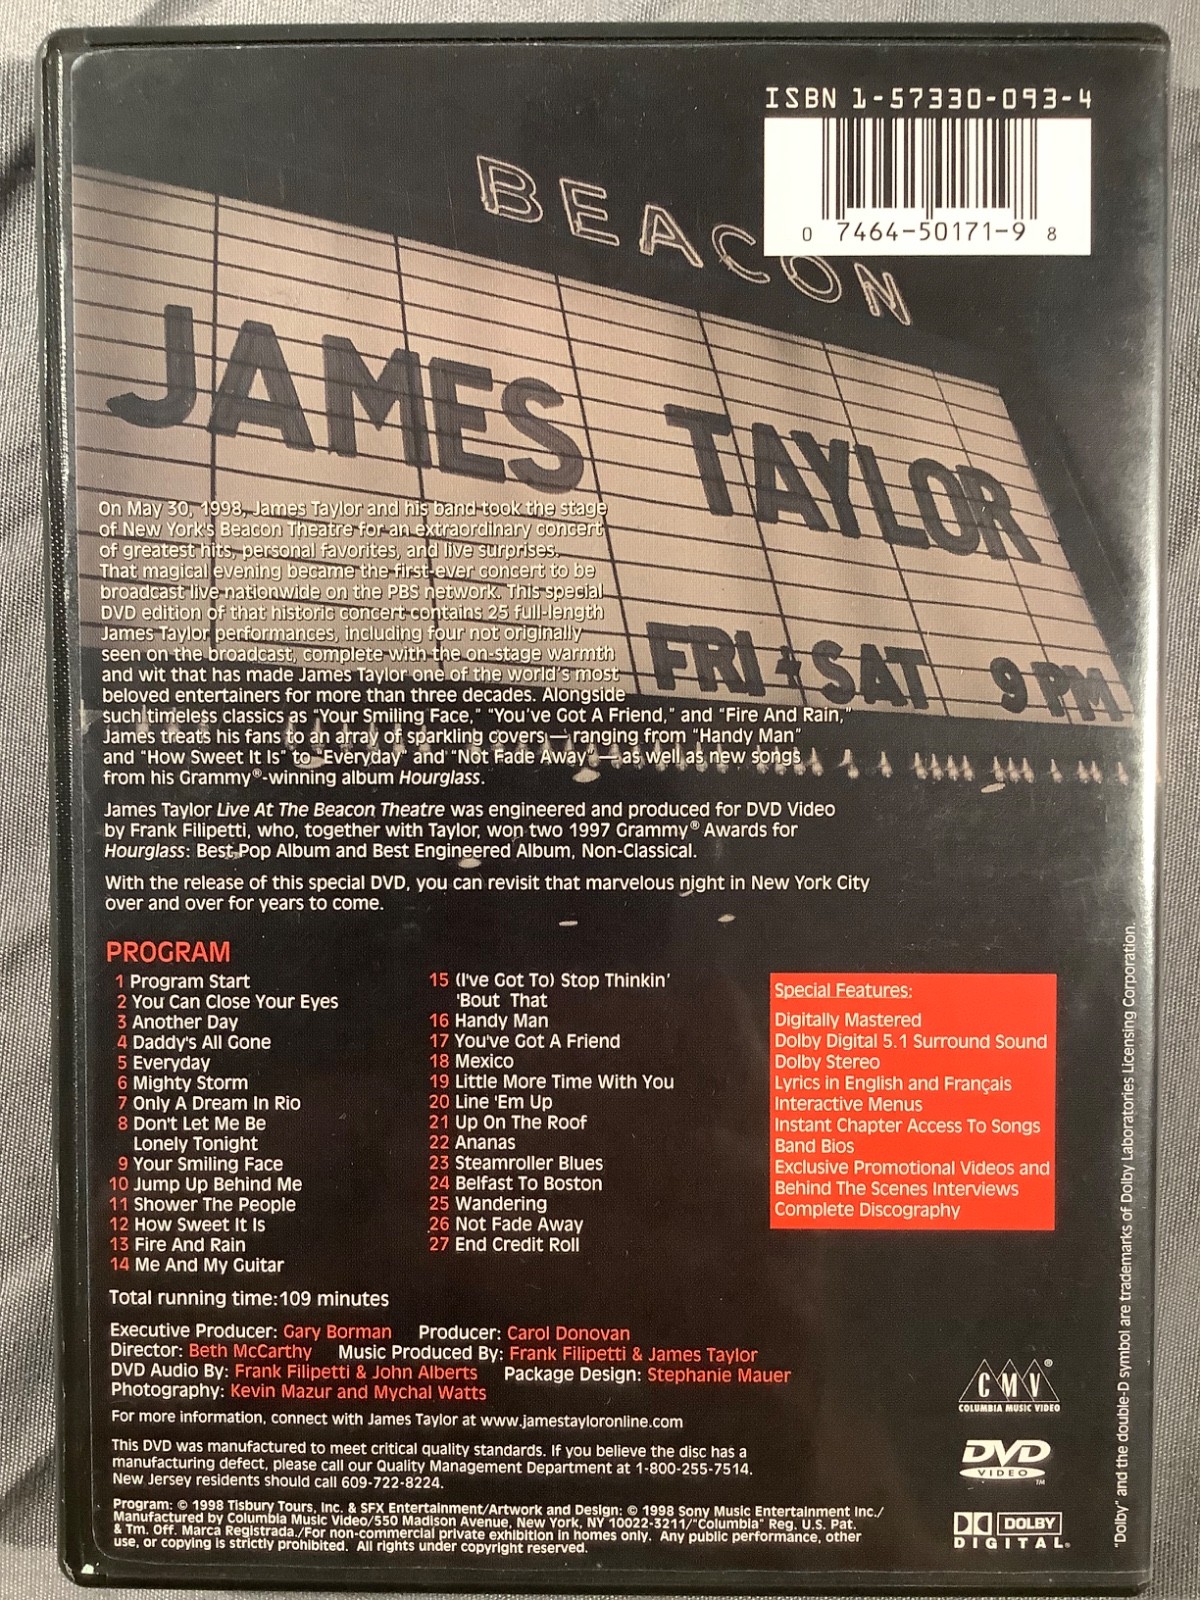 ISBN 1-57330-093-4
0 7464-50171-9 8
BEACON
JAMES TAYLOR
FRI + SAT 9 PM
On May 30, 1998, James Taylor and his band took the stage
of New York's Beacon Theatre for an extraordinary concert
of greatest hits, personal favorites, and live surprises.
That magical evening became the first-ever concert to be
broadcast live nationwide on the PBS network. This special
DVD edition of that historic concert contains 25 full-length
James Taylor performances, including four not originally
seen on the broadcast, complete with the on-stage warmth
and wit that has made James Taylor one of the world's most
beloved entertainers for more than three decades. Alongside
such timeless classics as "Your Smiling Face," "You've Got A Friend," and "Fire And Rain,"
James treats his fans to an array of sparkling covers — ranging from "Handy Man"
and "How Sweet It Is" to "Everyday" and "Not Fade Away" — as well as new songs
from his Grammy®-winning album Hourglass.
James Taylor Live At The Beacon Theatre was engineered and produced for DVD Video
by Frank Filipetti, who, together with Taylor, won two 1997 Grammy® Awards for
Hourglass: Best Pop Album and Best Engineered Album, Non-Classical.
With the release of this special DVD, you can revisit that marvelous night in New York City
over and over for years to come.
PROGRAM
1 Program Start
2 You Can Close Your Eyes
3 Another Day
4 Daddy's All Gone
5 Everyday
6 Mighty Storm
7 Only A Dream In Rio
8 Don't Let Me Be
Lonely Tonight
9 Your Smiling Face
10 Jump Up Behind Me
11 Shower The People
12 How Sweet It Is
13 Fire And Rain
14 Me And My Guitar
15 (I've Got To) Stop Thinkin'
'Bout That
16 Handy Man
17 You've Got A Friend
18 Mexico
19 Little More Time With You
20 Line 'Em Up
21 Up On The Roof
22 Ananas
23 Steamroller Blues
24 Belfast To Boston
25 Wandering
26 Not Fade Away
27 End Credit Roll
Special Features:
Digitally Mastered
Dolby Digital 5.1 Surround Sound
Dolby Stereo
Lyrics in English and Français
Interactive Menus
Instant Chapter Access To Songs
Band Bios
Exclusive Promotional Videos and
Behind The Scenes Interviews
Complete Discography
Total running time:109 minutes
Executive Producer: Gary Borman Producer: Carol Donovan
Director: Beth McCarthy Music Produced By: Frank Filipetti & James Taylor
DVD Audio By: Frank Filipetti & John Alberts Package Design: Stephanie Mauer
Photography: Kevin Mazur and Mychal Watts
For more information, connect with James Taylor at www.jamestayloronline.com
This DVD was manufactured to meet critical quality standards. If you believe the disc has a
manufacturing defect, please call our Quality Management Department at 1-800-255-7514.
New Jersey residents should call 609-722-8224.
Program: © 1998 Tisbury Tours, Inc. & SFX Entertainment/Artwork and Design: © 1998 Sony Music Entertainment Inc./
Manufactured by Columbia Music Video/550 Madison Avenue, New York, NY 10022-3211/"Columbia" Reg. U.S. Pat.
& Tm. Off. Marca Registrada./For non-commercial private exhibition in homes only. Any public performance, other
use, or copying is strictly prohibited. All rights under copyright reserved.
CMV®
COLUMBIA MUSIC VIDEO
DVD
VIDEO™
DOLBY
DIGITAL®
"Dolby" and the double-D symbol are trademarks of Dolby Laboratories Licensing Corporation.